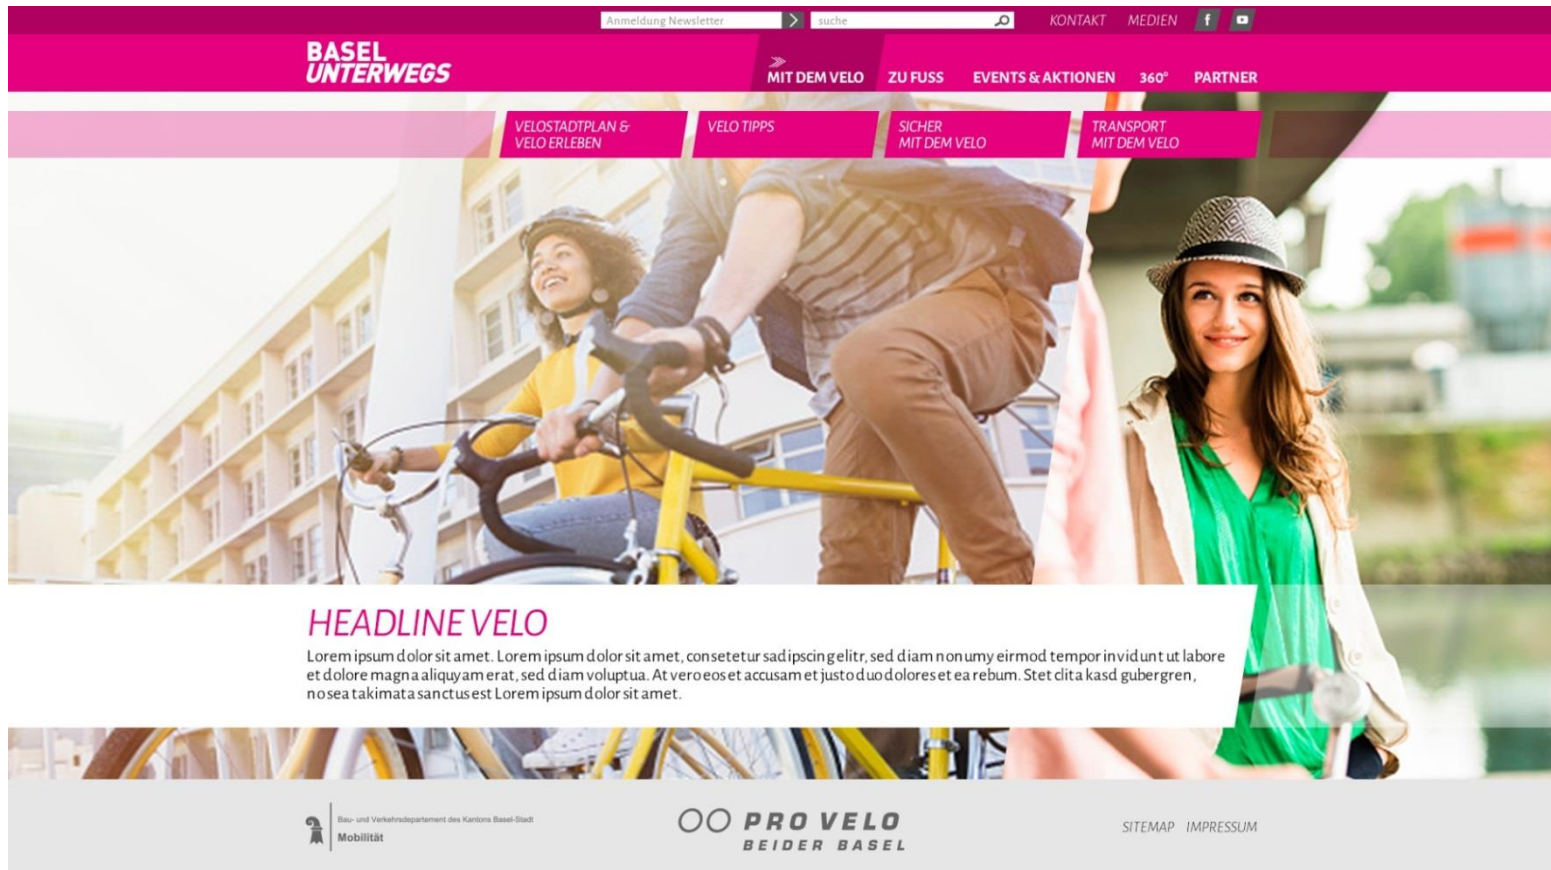 Anmeldung Newsletter
suche
KONTAKT
MEDIEN
f
BASEL
UNTERWEGS
MIT DEM VELO
ZU FUSS
EVENTS & AKTIONEN
360°
PARTNER
VELOSTADTPLAN &
VELO ERLEBEN
VELO TIPPS
SICHER
MIT DEM VELO
TRANSPORT
MIT DEM VELO
HEADLINE VELO
Lorem ipsum dolor sit amet. Lorem ipsum dolor sit amet, consetetur sadipscing elitr, sed diam nonumy eirmod tempor invidunt ut labore
et dolore magna aliquyam erat, sed diam voluptua. At vero eos et accusam et justo duo dolores et ea rebum. Stet clita kasd gubergren,
no sea takimata sanctus est Lorem ipsum dolor sit amet.
Bau- und Verkehrsdepartement des Kantons Basel-Stadt
Mobilität
PRO VELO
BEIDER BASEL
SITEMAP
IMPRESSUM